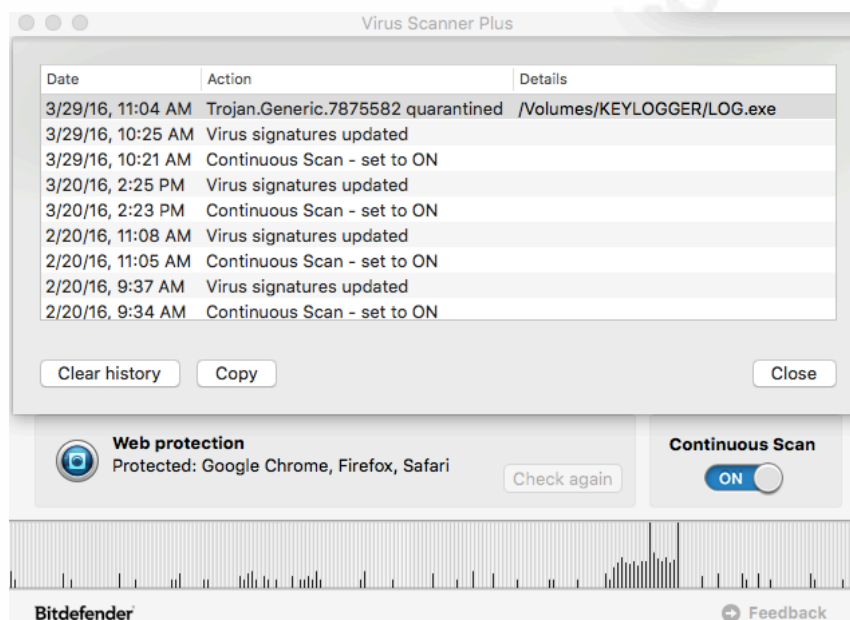 Virus Scanner Plus
Date Action Details
3/29/16, 11:04 AM Trojan.Generic.7875582 quarantined /Volumes/KEYLOGGER/LOG.exe
3/29/16, 10:25 AM Virus signatures updated
3/29/16, 10:21 AM Continuous Scan - set to ON
3/20/16, 2:25 PM Virus signatures updated
3/20/16, 2:23 PM Continuous Scan - set to ON
2/20/16, 11:08 AM Virus signatures updated
2/20/16, 11:05 AM Continuous Scan - set to ON
2/20/16, 9:37 AM Virus signatures updated
2/20/16, 9:34 AM Continuous Scan - set to ON
Clear history Copy Close
Web protection Continuous Scan
Protected: Google Chrome, Firefox, Safari
Check again ON
Bitdefender Feedback